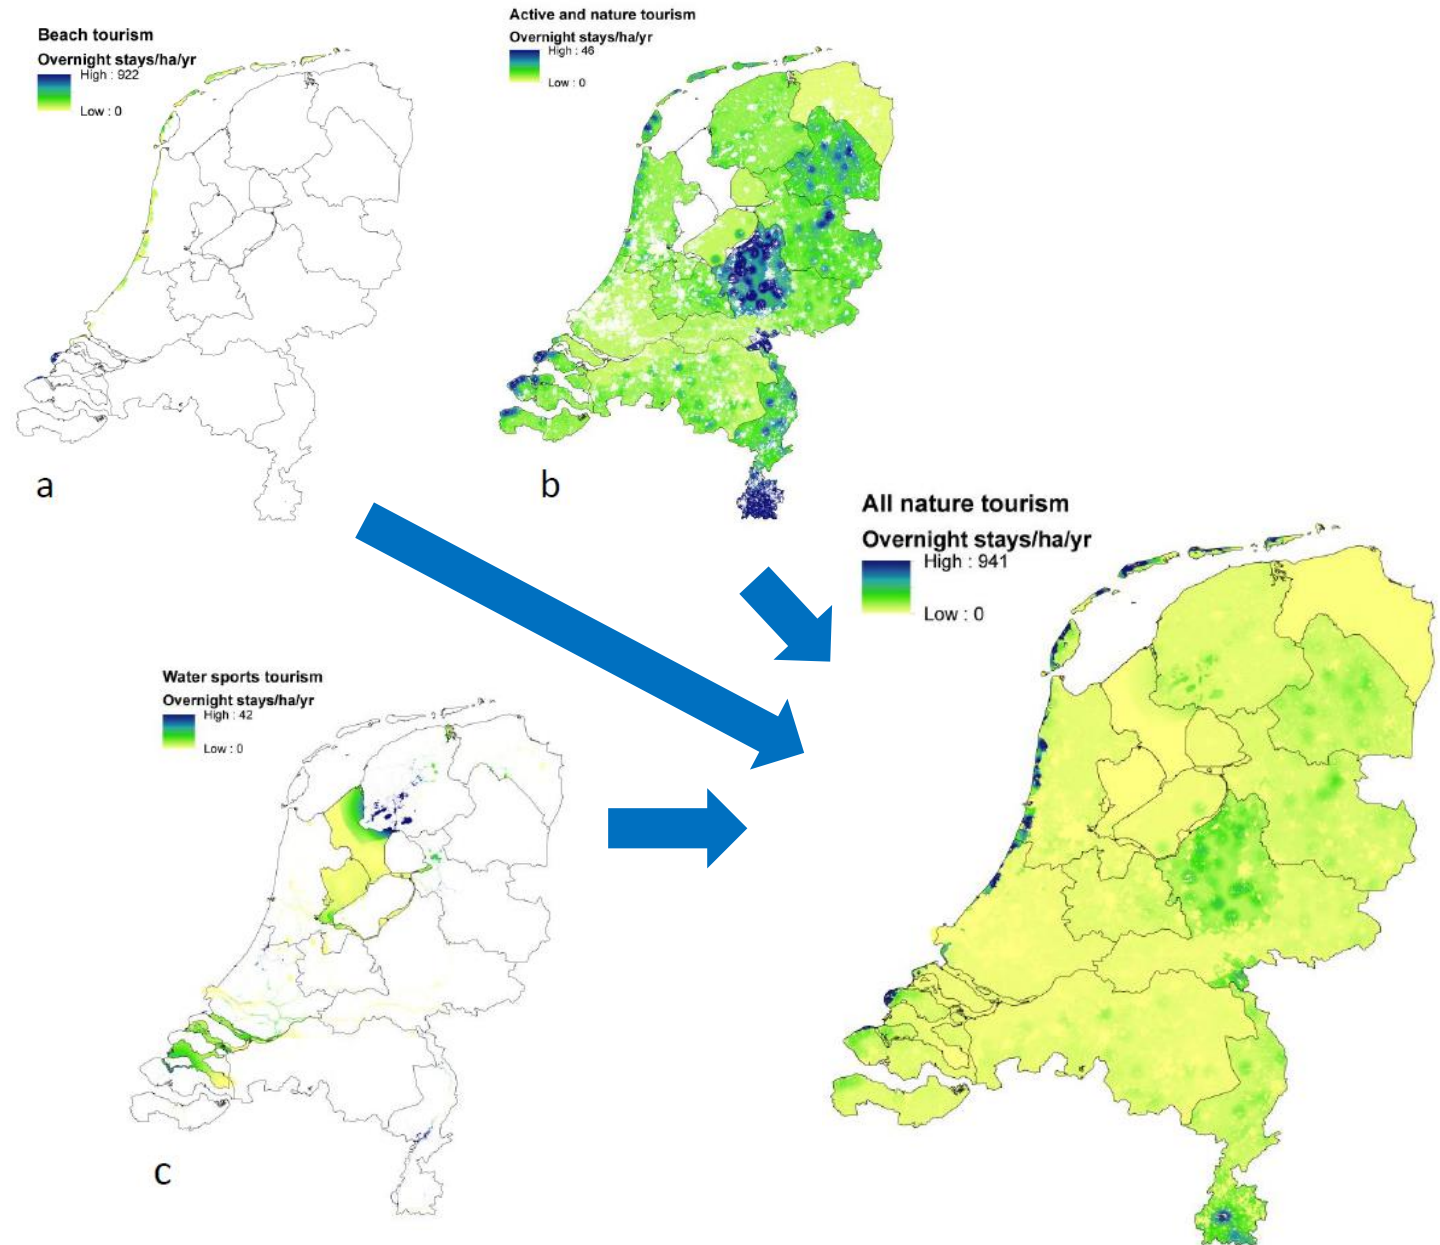 Beach tourism
Overnight stays/ha/yr
High : 922
Low : 0
a
Active and nature tourism
Overnight stays/ha/yr
High : 46
Low : 0
b
All nature tourism
Overnight stays/ha/yr
High : 941
Low : 0
Water sports tourism
Overnight stays/ha/yr
High : 42
Low : 0
c